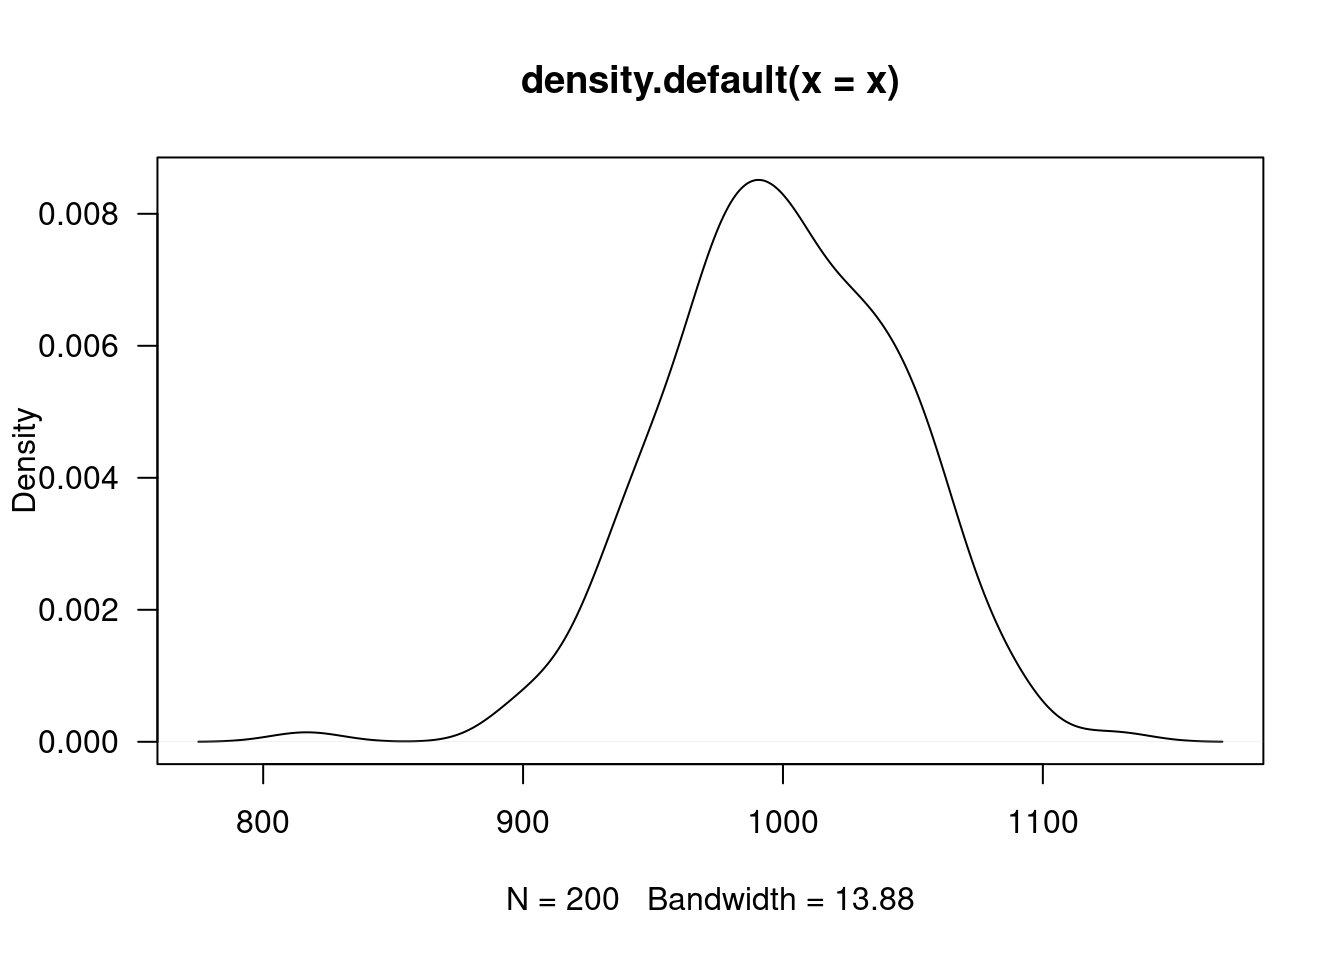 density.default(x = x)
Density
0.008
0.006
0.004
0.002
0.000
800 900 1000 1100
N = 200 Bandwidth = 13.88